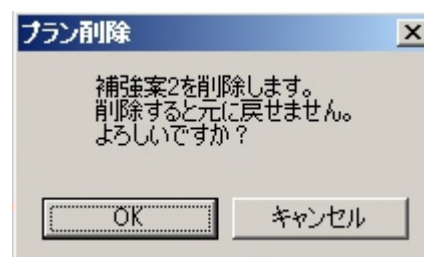 プラン削除
補強案2を削除します。
削除すると元に戻せません。
よろしいですか？
OK
キャンセル